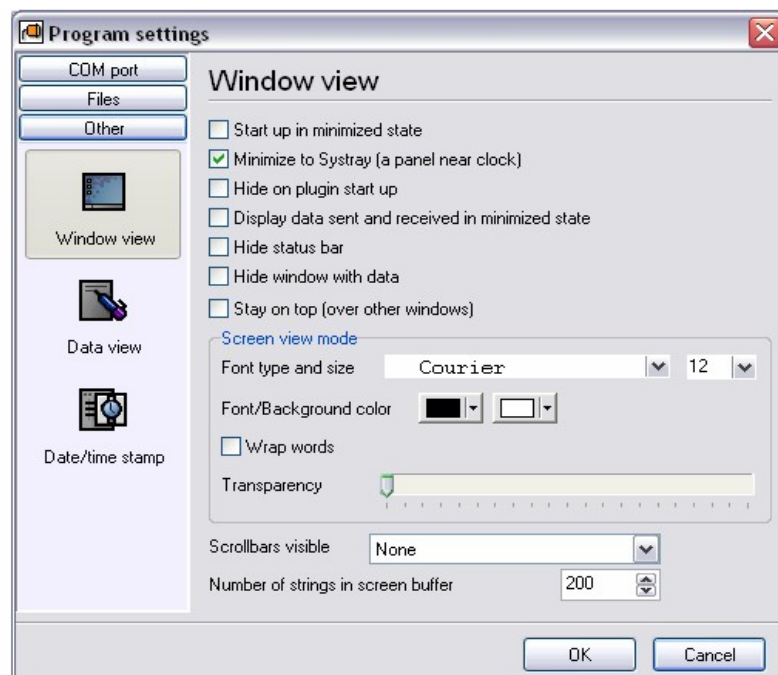 Program settings
COM port
Files
Other
Window view
Data view
Date/time stamp
Window view
Start up in minimized state
Minimize to Systray (a panel near clock)
Hide on plugin start up
Display data sent and received in minimized state
Hide status bar
Hide window with data
Stay on top (over other windows)
Screen view mode
Font type and size Courier 12
Font/Background color
Wrap words
Transparency
Scrollbars visible None
Number of strings in screen buffer 200
OK Cancel